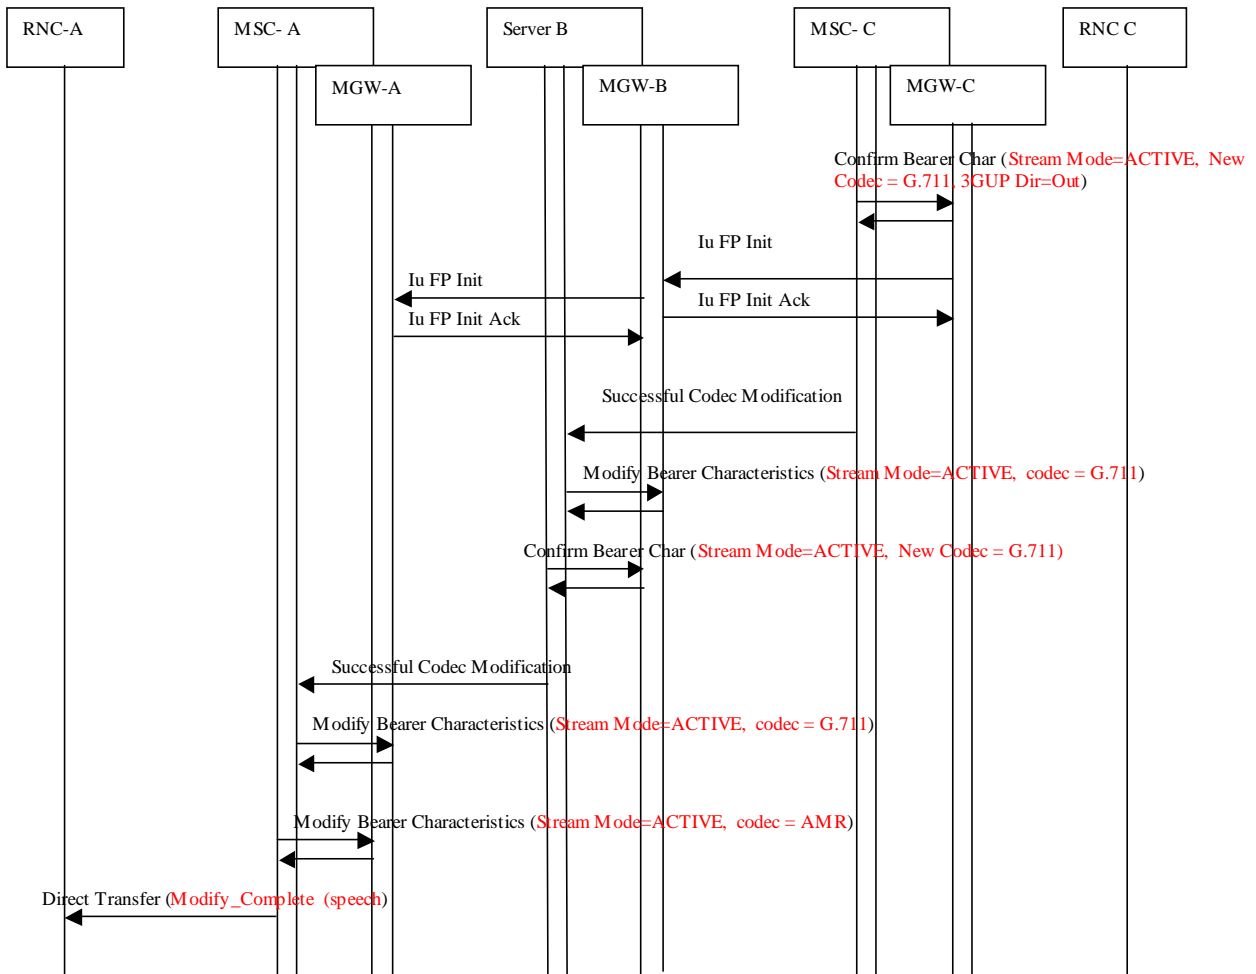 RNC-A
MSC- A
Server B
MSC- C
RNC C
MGW-A
MGW-B
MGW-C
Confirm Bearer Char (Stream Mode=ACTIVE, New
Codec = G.711, 3GUP Dir=Out)
Iu FP Init
Iu FP Init
Iu FP Init Ack
Iu FP Init Ack
Successful Codec Modification
Modify Bearer Characteristics (Stream Mode=ACTIVE, codec = G.711)
Confirm Bearer Char (Stream Mode=ACTIVE, New Codec = G.711)
Successful Codec Modification
Modify Bearer Characteristics (Stream Mode=ACTIVE, codec = G.711)
Modify Bearer Characteristics (Stream Mode=ACTIVE, codec = AMR)
Direct Transfer (Modify_Complete (speech)